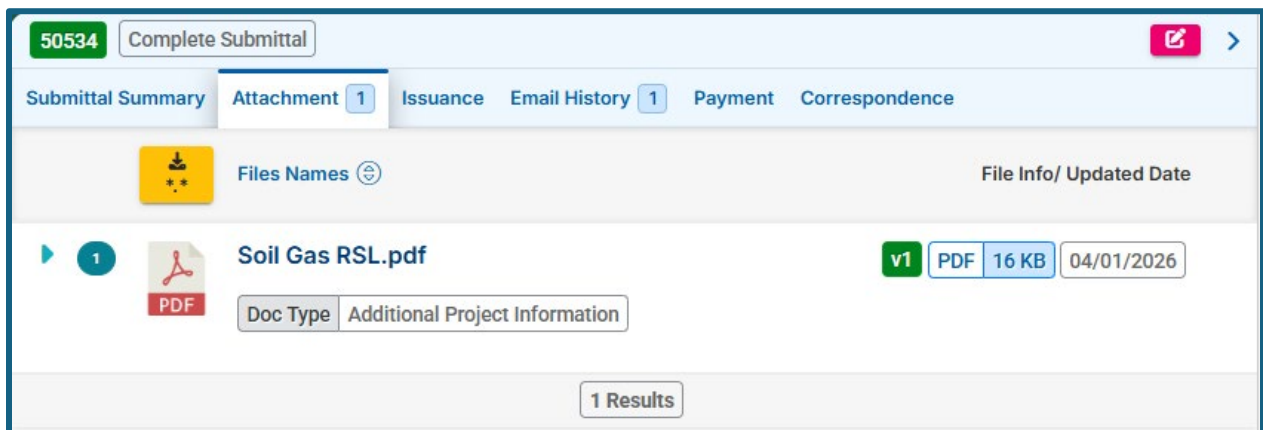 50534 Complete Submittal
Submittal Summary Attachment 1 Issuance Email History 1 Payment Correspondence
*.* Files Names File Info/ Updated Date
1 PDF Soil Gas RSL.pdf v1 PDF 16 KB 04/01/2026
Doc Type Additional Project Information
1 Results